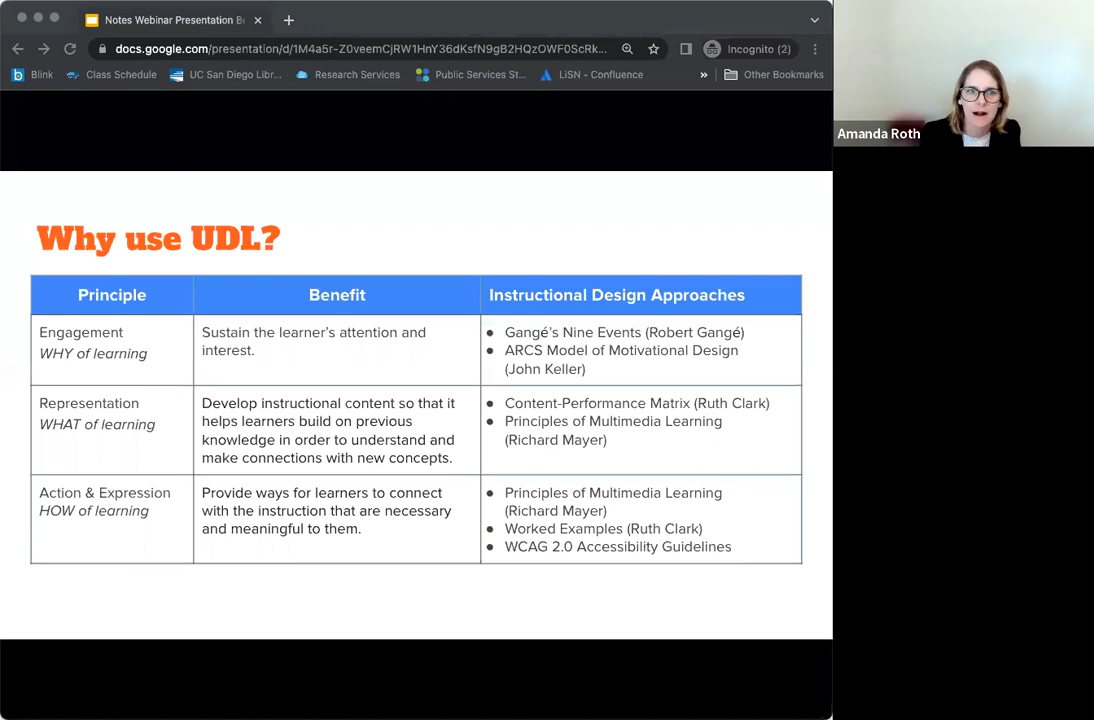 Notes Webinar Presentation Be
docs.google.com/presentation/d/1M4a5r-Z0veemCjRW1HnY36dKsfN9gB2HQzOWF0ScRk...
Incognito (2)
Blink
Class Schedule
UC San Diego Libr...
Research Services
Public Services St...
LiSN - Confluence
»
Other Bookmarks
Amanda Roth
Why use UDL?
Principle
Benefit
Instructional Design Approaches
Engagement
WHY of learning
Sustain the learner's attention and
interest.
● Gangé's Nine Events (Robert Gangé)
● ARCS Model of Motivational Design
(John Keller)
Representation
WHAT of learning
Develop instructional content so that it
helps learners build on previous
knowledge in order to understand and
make connections with new concepts.
● Content-Performance Matrix (Ruth Clark)
● Principles of Multimedia Learning
(Richard Mayer)
Action & Expression
HOW of learning
Provide ways for learners to connect
with the instruction that are necessary
and meaningful to them.
● Principles of Multimedia Learning
(Richard Mayer)
● Worked Examples (Ruth Clark)
● WCAG 2.0 Accessibility Guidelines